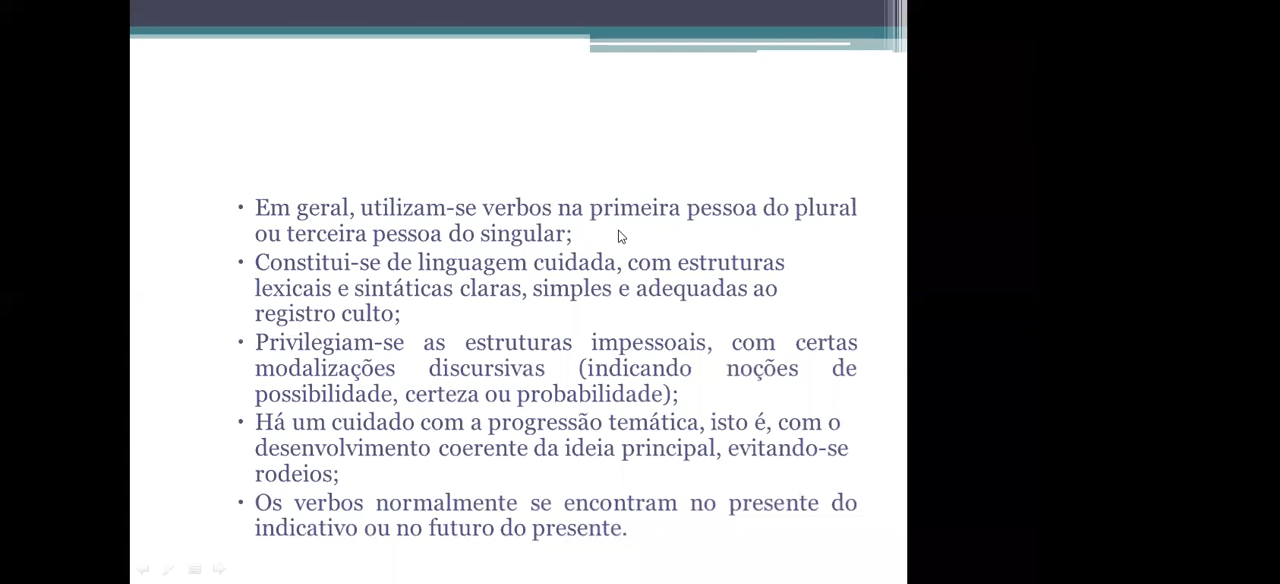 • Em geral, utilizam-se verbos na primeira pessoa do plural
ou terceira pessoa do singular;
• Constitui-se de linguagem cuidada, com estruturas
lexicais e sintáticas claras, simples e adequadas ao
registro culto;
• Privilegiam-se as estruturas impessoais, com certas
modalizações discursivas (indicando noções de
possibilidade, certeza ou probabilidade);
• Há um cuidado com a progressão temática, isto é, com o
desenvolvimento coerente da ideia principal, evitando-se
rodeios;
• Os verbos normalmente se encontram no presente do
indicativo ou no futuro do presente.